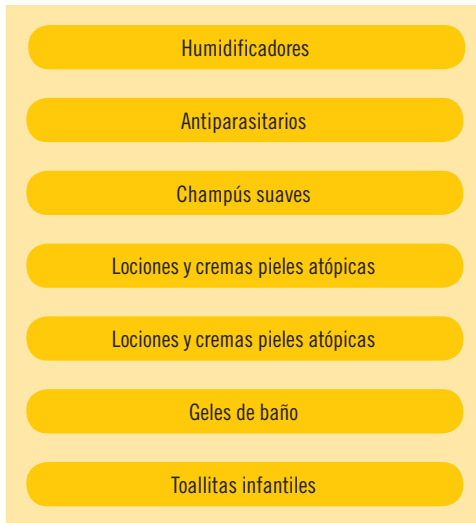 Humidificadores
Antiparasitarios
Champús suaves
Lociones y cremas pieles atópicas
Lociones y cremas pieles atópicas
Geles de baño
Toallitas infantiles